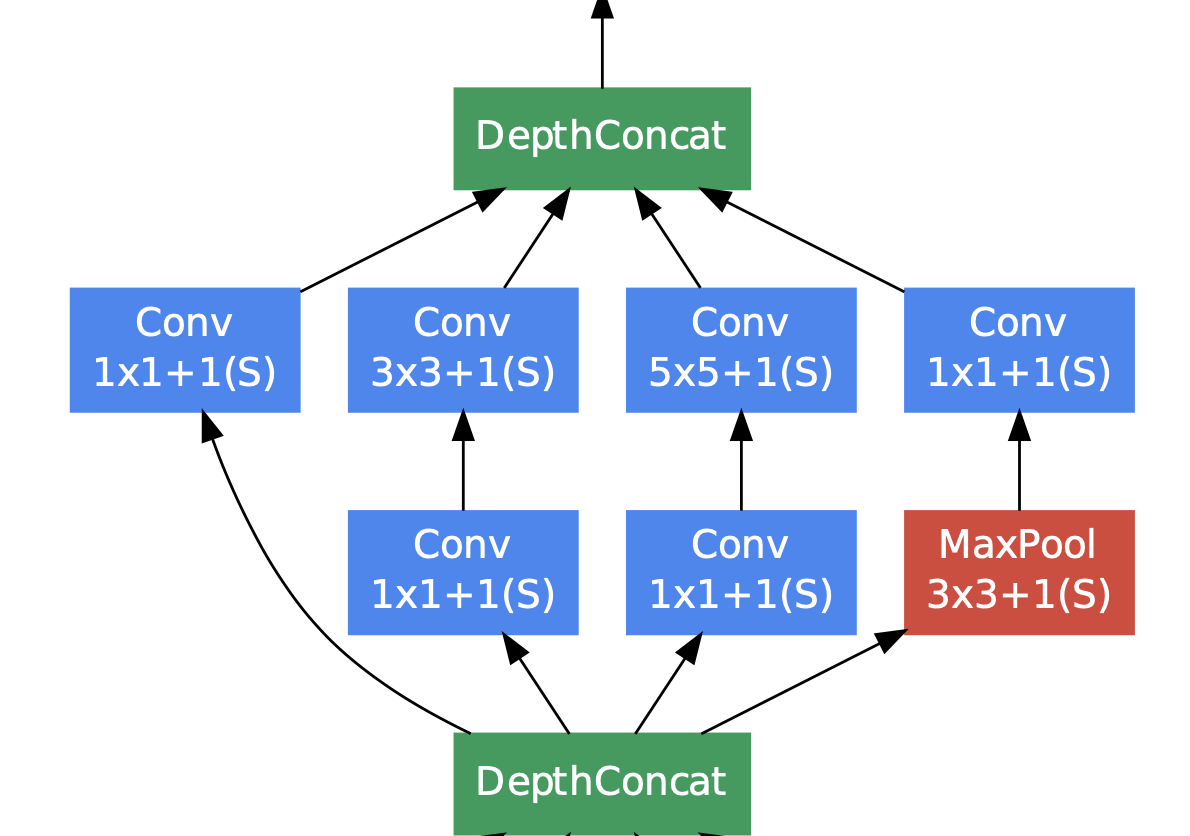 DepthConcat
Conv
1x1+1(S)
Conv
3x3+1(S)
Conv
5x5+1(S)
Conv
1x1+1(S)
Conv
1x1+1(S)
Conv
1x1+1(S)
MaxPool
3x3+1(S)
DepthConcat